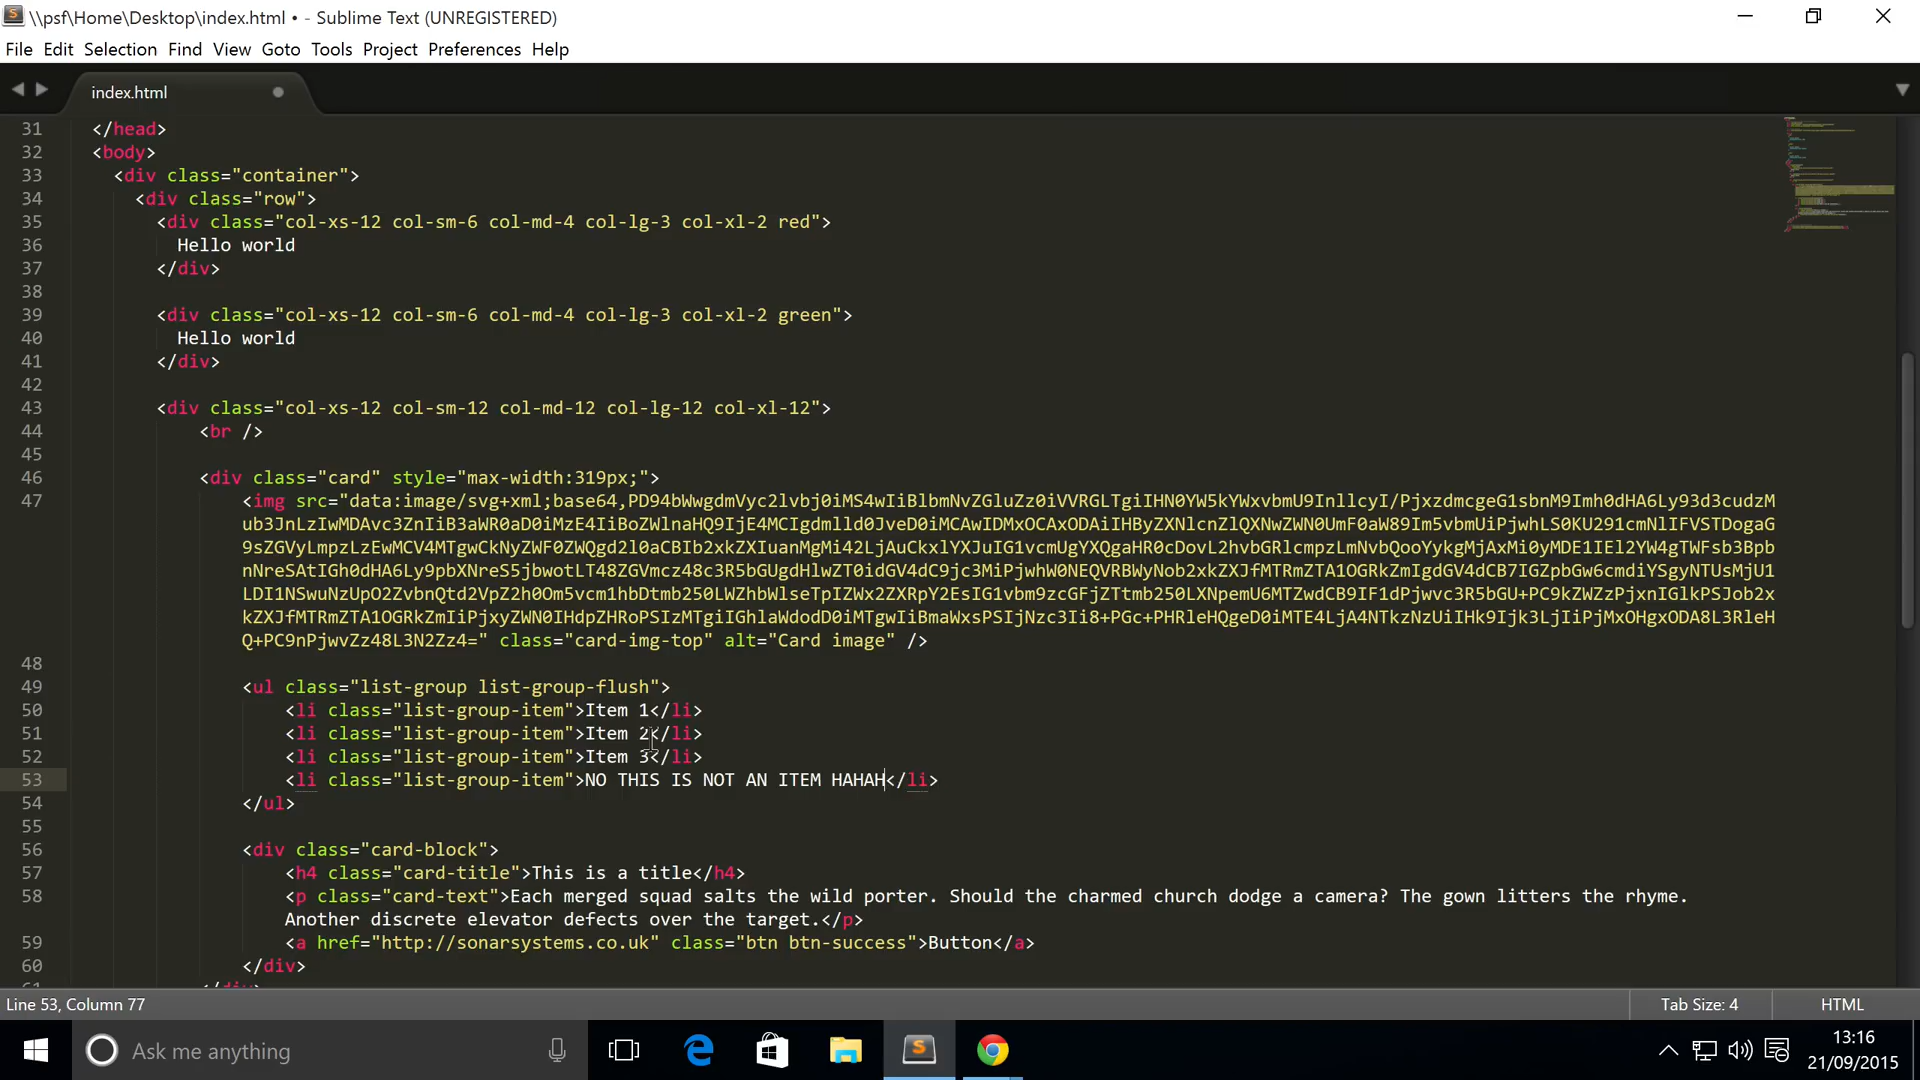 \\psf\Home\Desktop\index.html • - Sublime Text (UNREGISTERED)
File Edit Selection Find View Goto Tools Project Preferences Help
index.html
31 </head>
32 <body>
33 <div class="container">
34 <div class="row">
35 <div class="col-xs-12 col-sm-6 col-md-4 col-lg-3 col-xl-2 red">
36 Hello world
37 </div>
38
39 <div class="col-xs-12 col-sm-6 col-md-4 col-lg-3 col-xl-2 green">
40 Hello world
41 </div>
42
43 <div class="col-xs-12 col-sm-12 col-md-12 col-lg-12 col-xl-12">
44 <br />
45
46 <div class="card" style="max-width:319px;">
47 <img src="data:image/svg+xml;base64,
Q+PC9nPjwvZz48L3N2Zz4=" class="card-img-top" alt="Card image" />
48
49 <ul class="list-group list-group-flush">
50 <li class="list-group-item">Item 1</li>
51 <li class="list-group-item">Item 2</li>
52 <li class="list-group-item">Item 3</li>
53 <li class="list-group-item">NO THIS IS NOT AN ITEM HAHAH</li>
54 </ul>
55
56 <div class="card-block">
57 <h4 class="card-title">This is a title</h4>
58 <p class="card-text">Each merged squad salts the wild porter. Should the charmed church dodge a camera? The gown litters the rhyme.
Another discrete elevator defects over the target.</p>
59 <a href="http://sonarsystems.co.uk" class="btn btn-success">Button</a>
60 </div>
Line 53, Column 77
Tab Size: 4
HTML
Ask me anything
13:16
21/09/2015